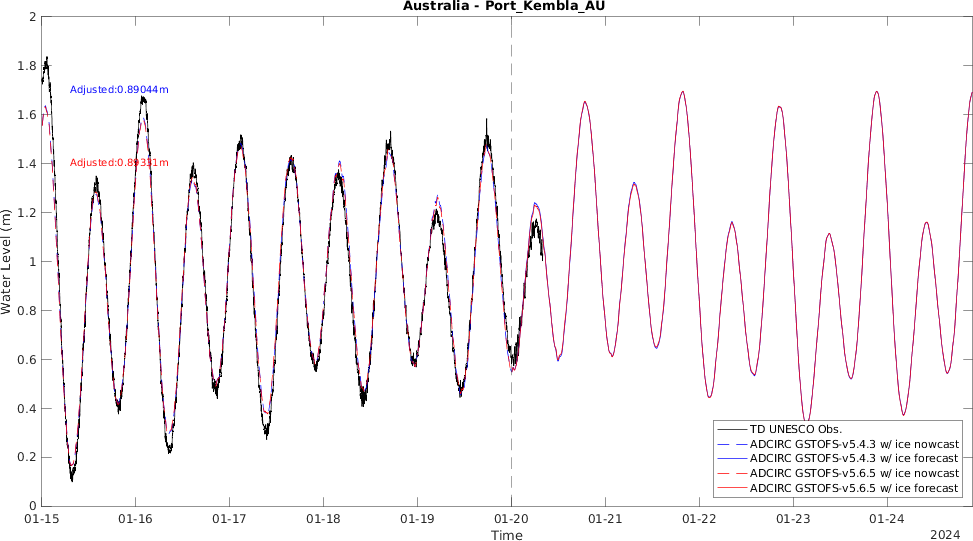 Australia - Port_Kembla_AU
2
1.8
1.6
1.4
1.2
1
0.8
0.6
0.4
0.2
0
Water Level (m)
Adjusted:0.89044m
Adjusted:0.89331m
TD UNESCO Obs.
ADCIRC GSTOFS-v5.4.3 w/ ice nowcast
ADCIRC GSTOFS-v5.4.3 w/ ice forecast
ADCIRC GSTOFS-v5.6.5 w/ ice nowcast
ADCIRC GSTOFS-v5.6.5 w/ ice forecast
01-15 01-16 01-17 01-18 01-19 01-20 01-21 01-22 01-23 01-24
Time
2024